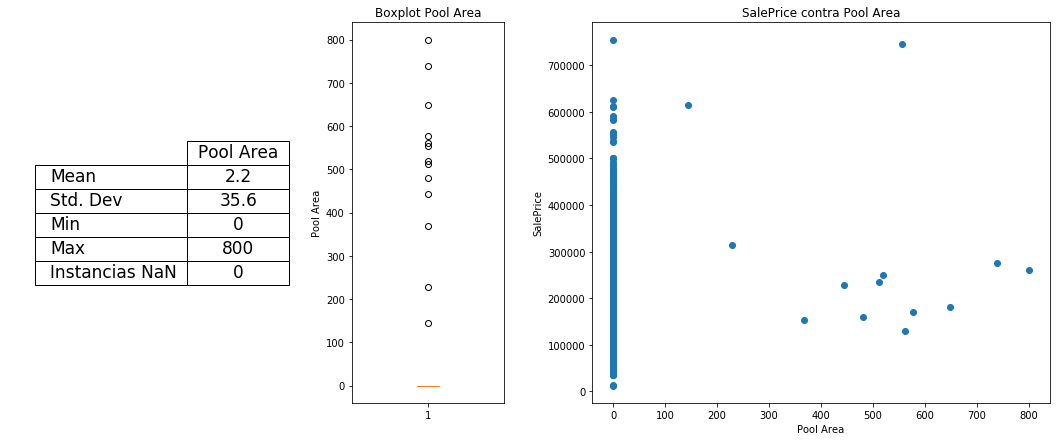 Pool Area
Mean 2.2
Std. Dev 35.6
Min 0
Max 800
Instancias NaN 0
Boxplot Pool Area
Pool Area
800
700
600
500
400
300
200
100
0
1
SalePrice contra Pool Area
SalePrice
700000
600000
500000
400000
300000
200000
100000
0
0 100 200 300 400 500 600 700 800
Pool Area